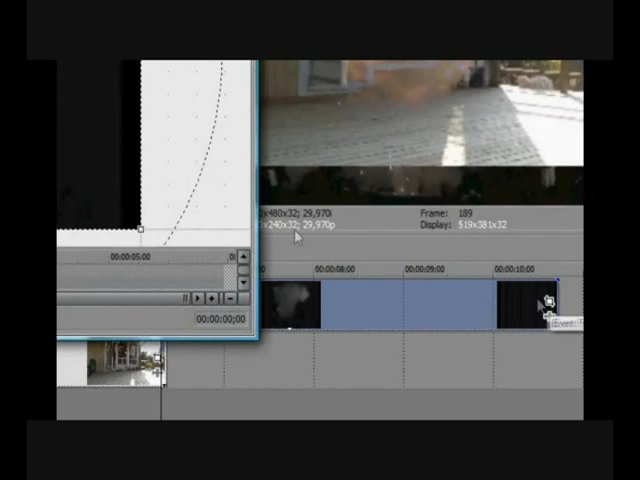 x480x32; 29,970i
x240x32; 29,970p
Frame: 189
Display: 519x381x32
00:00:05:00
00:00:08:00
00:00:09:00
00:00:10:00
00:00:00;00